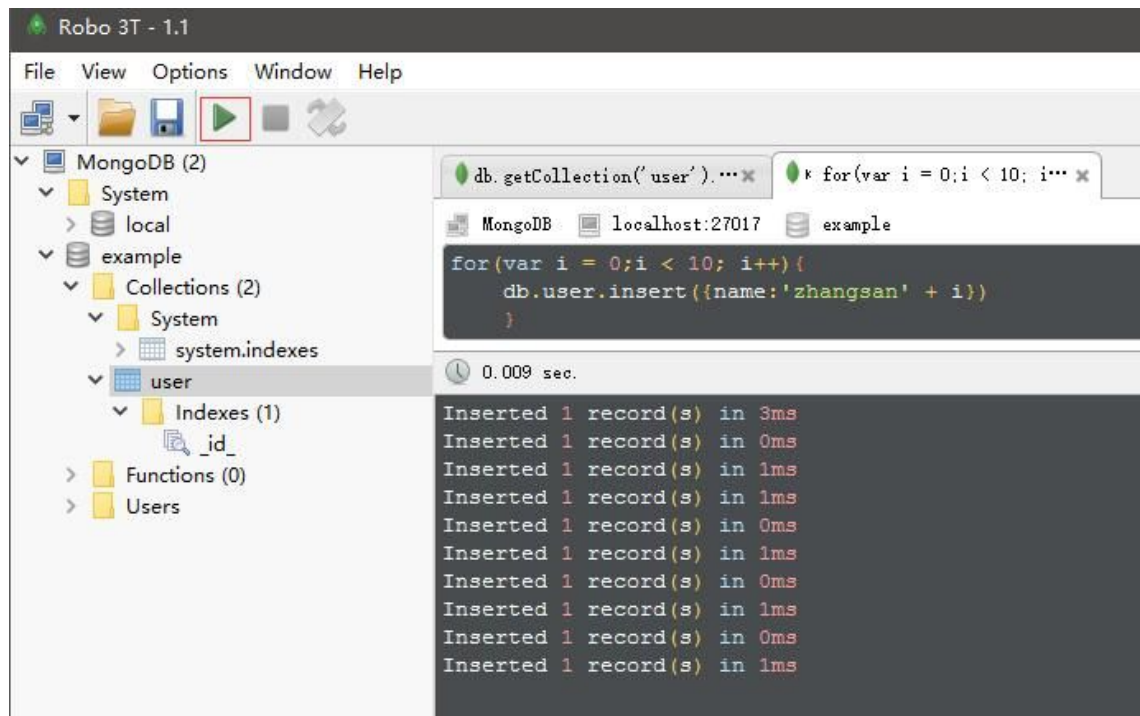 Robo 3T - 1.1
File View Options Window Help
MongoDB (2)
System
local
example
Collections (2)
System
system.indexes
user
Indexes (1)
_id_
Functions (0)
Users
db.getCollection('user').…
* for(var i = 0;i < 10; i…
MongoDB localhost:27017 example
for(var i = 0;i < 10; i++){
db.user.insert({name:'zhangsan' + i})
}
0.009 sec.
Inserted 1 record(s) in 3ms
Inserted 1 record(s) in 0ms
Inserted 1 record(s) in 1ms
Inserted 1 record(s) in 1ms
Inserted 1 record(s) in 0ms
Inserted 1 record(s) in 1ms
Inserted 1 record(s) in 0ms
Inserted 1 record(s) in 1ms
Inserted 1 record(s) in 0ms
Inserted 1 record(s) in 1ms